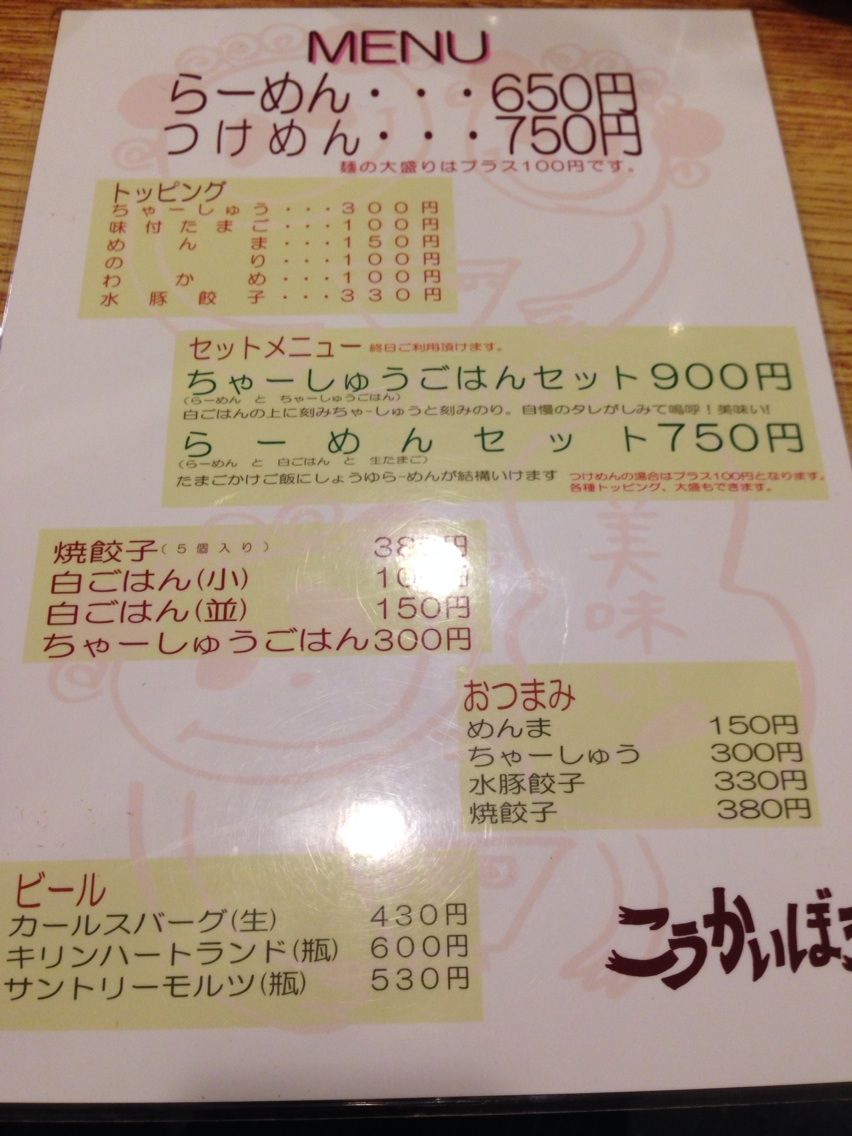 MENU
らーめん・・・650円
つけめん・・・750円
麺の大盛りはプラス100円です。
トッピング
ちゃーしゅう・・・300円
味付たまご・・・100円
めんま・・・150円
のり・・・100円
わかめ・・・100円
水豚餃子・・・330円
セットメニュー 終日ご利用頂けます。
ちゃーしゅうごはんセット900円
(らーめん と ちゃーしゅうごはん)
白ごはんの上に刻みちゃ-しゅうと刻みのり。自慢のタレがしみて嗚呼!美味い!
らーめんセット750円
(らーめん と 白ごはん と 生たまご)
たまごかけご飯にしょうゆら-めんが結構いけます
つけめんの場合はプラス100円となります。
各種トッピング、大盛もできます。
焼餃子(5個入り) 380円
白ごはん(小) 100円
白ごはん(並) 150円
ちゃーしゅうごはん300円
美味い
おつまみ
めんま 150円
ちゃーしゅう 300円
水豚餃子 330円
焼餃子 380円
ビール
カールスバーグ(生) 430円
キリンハートランド(瓶) 600円
サントリーモルツ(瓶) 530円
こうかいぼう